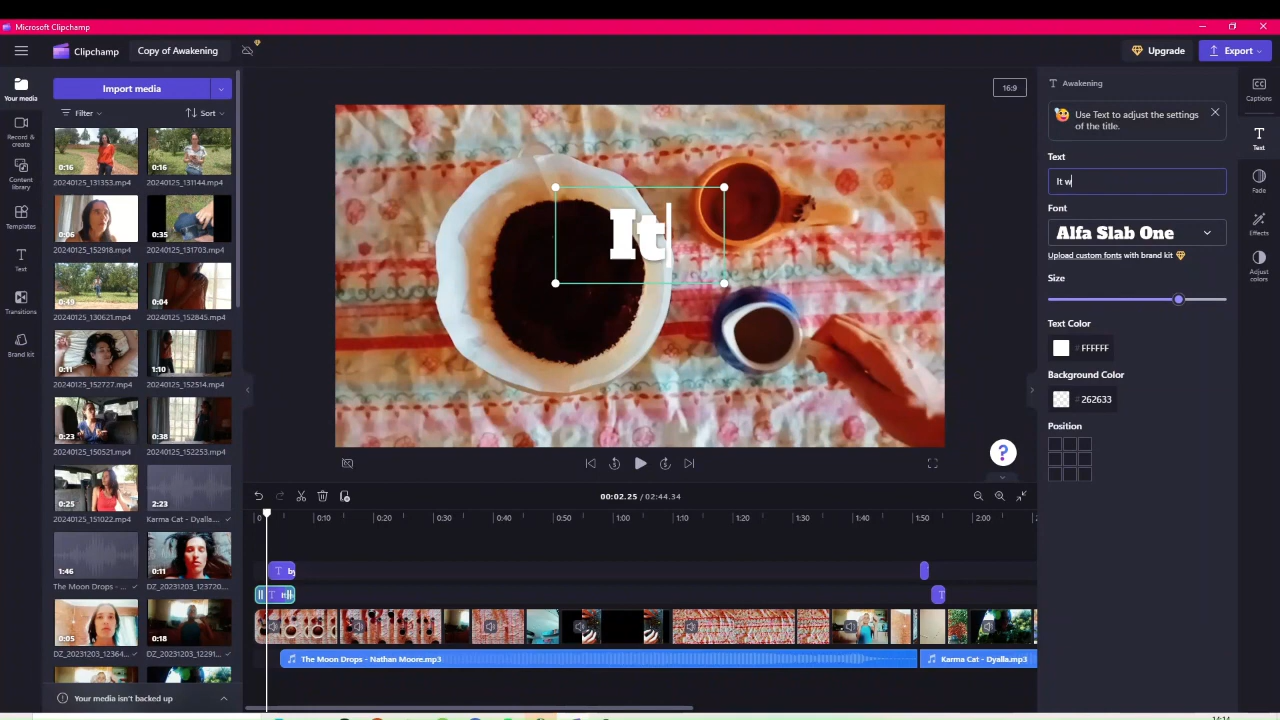 Microsoft Clipchamp
Clipchamp
Copy of Awakening
Upgrade
Export
Your media
Record & create
Content library
Templates
Text
Transitions
Brand kit
Import media
Filter
Sort
0:16
0:16
20240125_131353.mp4
20240125_131144.mp4
0:06
0:35
20240125_152918.mp4
20240125_131703.mp4
0:49
0:04
20240125_130621.mp4
20240125_152845.mp4
0:11
1:10
20240125_152727.mp4
20240125_152514.mp4
0:23
0:38
20240125_150521.mp4
20240125_152253.mp4
0:25
2:23
20240125_151022.mp4
Karma Cat - Dyalla....
1:46
0:11
The Moon Drops - ...
DZ_20231203_123720...
0:05
0:18
DZ_20231203_12364...
DZ_20231203_12291...
Your media isn't backed up
16:9
It
?
00:02.25 / 02:44.34
0
0:10
0:20
0:30
0:40
0:50
1:00
1:10
1:20
1:30
1:40
1:50
2:00
The Moon Drops - Nathan Moore.mp3
Karma Cat - Dyalla.mp3
Awakening
Use Text to adjust the settings
of the title.
Text
It w
Font
Alfa Slab One
Upload custom fonts with brand kit
Size
Text Color
# FFFFFF
Background Color
# 262633
Position
Captions
Text
Fade
Effects
Adjust colors